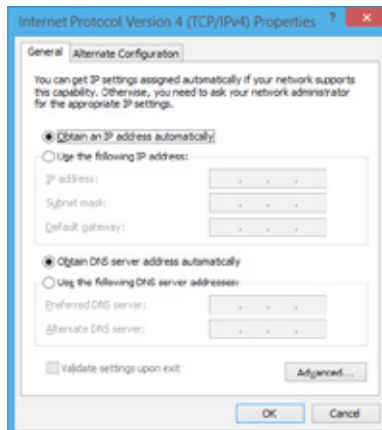 Internet Protocol Version 4 (TCP/IPv4) Properties ? ×
General Alternate Configuration
You can get IP settings assigned automatically if your network supports
this capability. Otherwise, you need to ask your network administrator
for the appropriate IP settings.
Obtain an IP address automatically
Use the following IP address:
IP address:
Subnet mask:
Default gateway:
Obtain DNS server address automatically
Use the following DNS server addresses:
Preferred DNS server:
Alternate DNS server:
Validate settings upon exit
Advanced...
OK Cancel